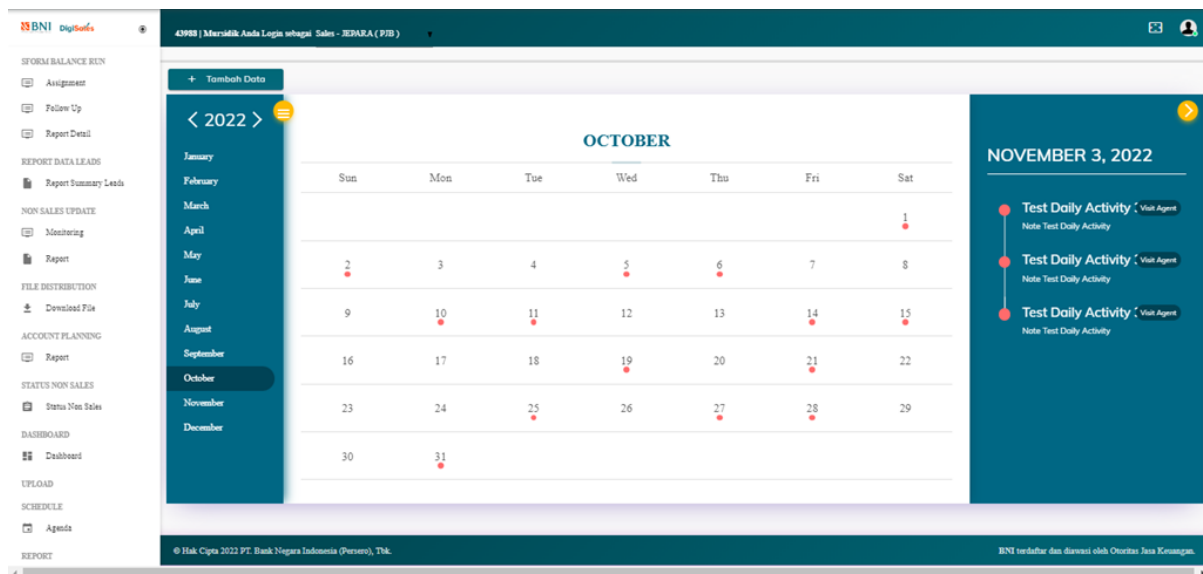 BNI DigiSales
43988 | Mursidik Anda Login sebagai Sales - JEPARA ( PJB )
SFORM BALANCE RUN
Assignment
Follow Up
Report Detail
REPORT DATA LEADS
Report Summary Leads
NON SALES UPDATE
Monitoring
Report
FILE DISTRIBUTION
Download File
ACCOUNT PLANNING
Report
STATUS NON SALES
Status Non Sales
DASHBOARD
Dashboard
UPLOAD
SCHEDULE
Agenda
REPORT
+ Tambah Data
2022
January
February
March
April
May
June
July
August
September
October
November
December
OCTOBER
Sun Mon Tue Wed Thu Fri Sat
1
2 3 4 5 6 7 8
9 10 11 12 13 14 15
16 17 18 19 20 21 22
23 24 25 26 27 28 29
30 31
NOVEMBER 3, 2022
Test Daily Activity Visit Agent
Note Test Daily Activity
Test Daily Activity Visit Agent
Note Test Daily Activity
Test Daily Activity Visit Agent
Note Test Daily Activity
© Hak Cipta 2022 PT. Bank Negara Indonesia (Persero), Tbk.
BNI terdaftar dan diawasi oleh Otoritas Jasa Keuangan.